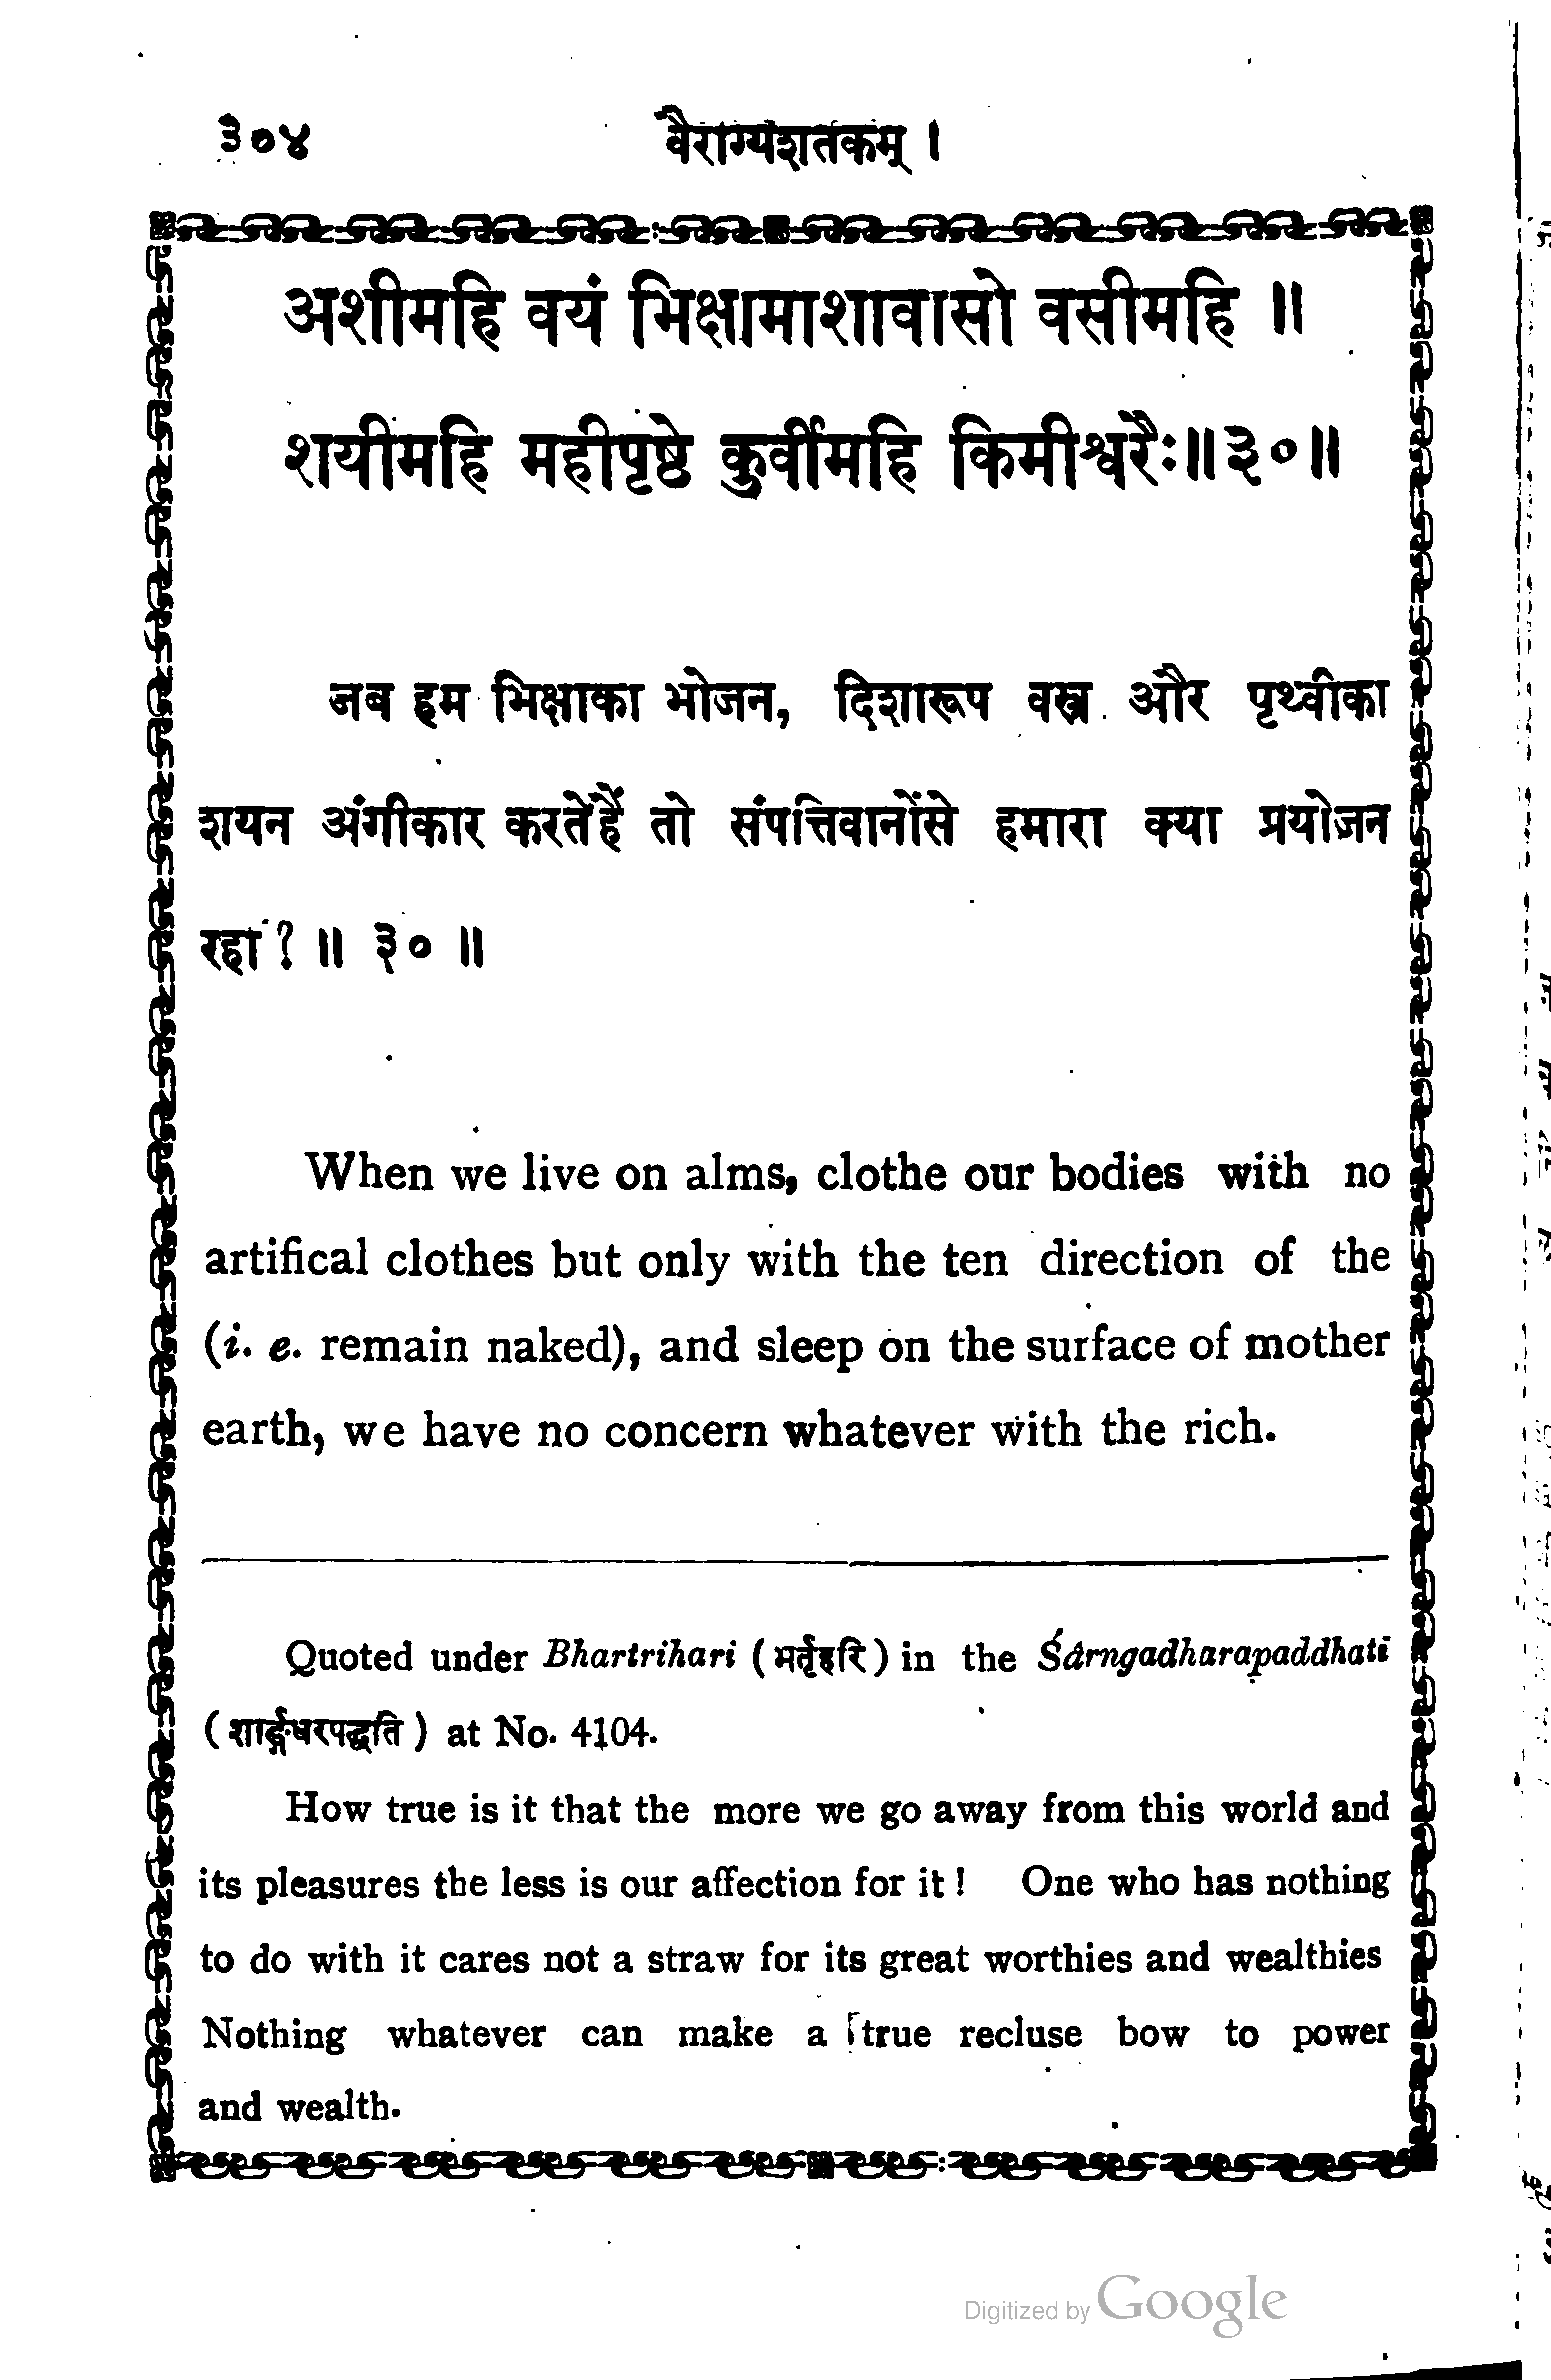 ३०४ वैराग्यशतकम् ।
अशीमहि वयं भिक्षामाशावासो वसीमहि ॥
शयीमहि महीपृष्ठे कुर्वीमहि किमीश्वरैः॥३०॥
जब हम भिक्षाका भोजन, दिशारूप वस्त्र और पृथ्वीका
शयन अंगीकार करतेंहैं तो संपत्तिवानोंसे हमारा क्या प्रयोजन
रहा ? ॥ ३० ॥
When we live on alms, clothe our bodies with no
artifical clothes but only with the ten direction of the
(i. e. remain naked), and sleep on the surface of mother
earth, we have no concern whatever with the rich.
Quoted under Bhartrihari (भर्तृहरि) in the Śârngadharapaddhati
(शार्ङ्गधरपद्धति) at No. 4104.
How true is it that the more we go away from this world and
its pleasures the less is our affection for it ! One who has nothing
to do with it cares not a straw for its great worthies and wealthies
Nothing whatever can make a true recluse bow to power
and wealth.
Digitized by Google